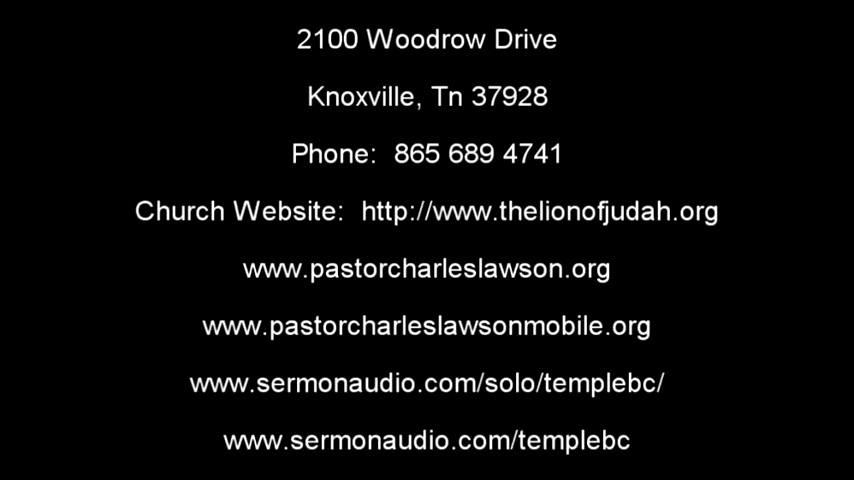 2100 Woodrow Drive
Knoxville, Tn 37928
Phone:  865 689 4741
Church Website:  http://www.thelionofjudah.org
www.pastorcharleslawson.org
www.pastorcharleslawsonmobile.org
www.sermonaudio.com/solo/templebc/
www.sermonaudio.com/templebc